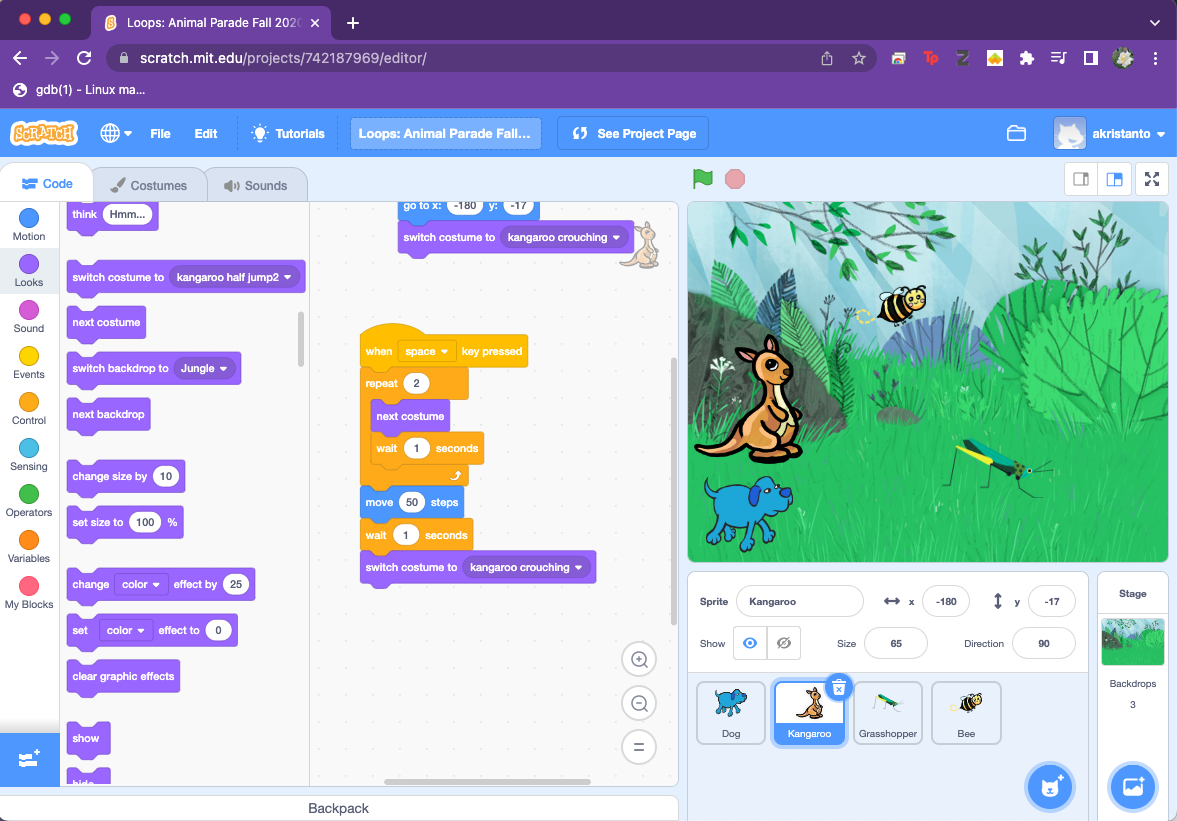 Loops: Animal Parade Fall 202
scratch.mit.edu/projects/742187969/editor/
Tp
gdb(1) - Linux ma...
SCRATCH
File
Edit
Tutorials
Loops: Animal Parade Fall...
See Project Page
akristanto
Code
Costumes
Sounds
Motion
Looks
Sound
Events
Control
Sensing
Operators
Variables
My Blocks
think Hmm...
switch costume to kangaroo half jump2
next costume
switch backdrop to Jungle
next backdrop
change size by 10
set size to 100 %
change color effect by 25
set color effect to 0
clear graphic effects
show
hide
go to x: -180 y: -17
switch costume to kangaroo crouching
when space key pressed
repeat 2
next costume
wait 1 seconds
move 50 steps
wait 1 seconds
switch costume to kangaroo crouching
Backpack
Sprite Kangaroo x -180 y -17
Show Size 65 Direction 90
Dog
Kangaroo
Grasshopper
Bee
Stage
Backdrops
3